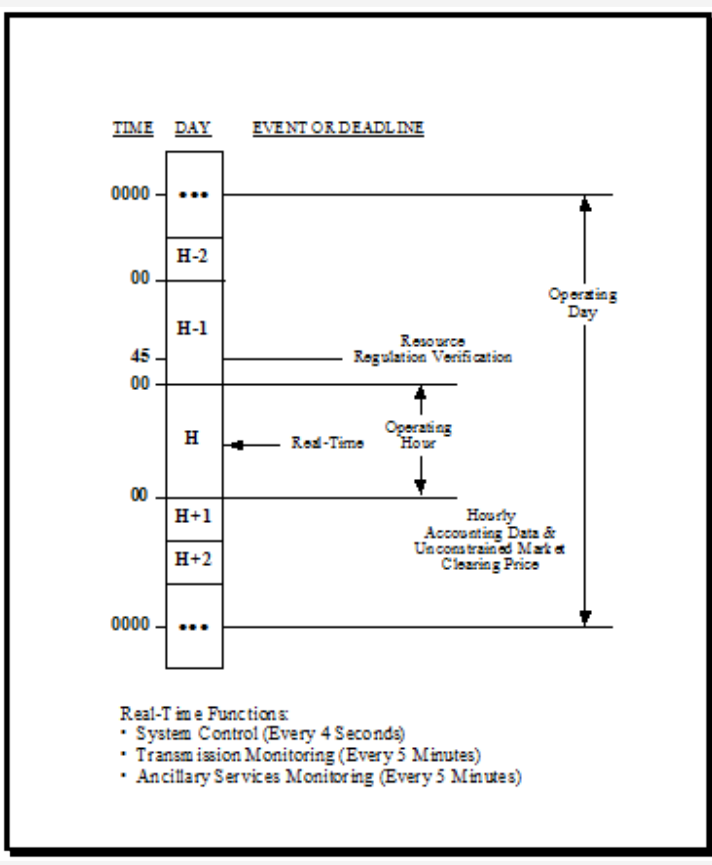 TIME DAY EVENT OR DEADLINE
0000 •••
H-2
00
Operating
Day
H-1
Resource
45 Regulation Verification
00
Operating
H Real-Time Hour
00
H+1 Hourly
Accounting Data &
Unconstrained Market
H+2 Clearing Price
0000 •••
Real-Time Functions:
• System Control (Every 4 Seconds)
• Transmission Monitoring (Every 5 Minutes)
• Ancillary Services Monitoring (Every 5 Minutes)